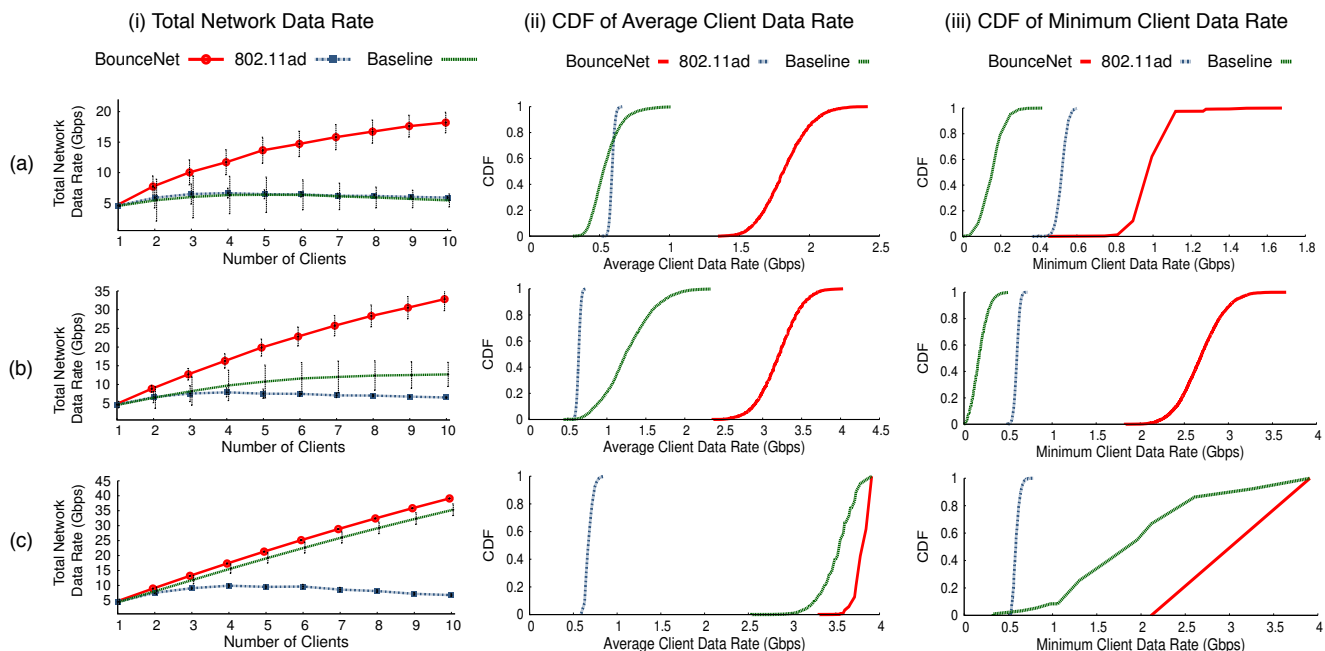 (i) Total Network Data Rate
(ii) CDF of Average Client Data Rate
(iii) CDF of Minimum Client Data Rate
BounceNet 802.11ad Baseline
BounceNet 802.11ad Baseline
BounceNet 802.11ad Baseline
(a)
Total Network
Data Rate (Gbps)
20
15
10
5
1 2 3 4 5 6 7 8 9 10
Number of Clients
CDF
1
0.8
0.6
0.4
0.2
0
0 0.5 1 1.5 2 2.5
Average Client Data Rate (Gbps)
CDF
1
0.8
0.6
0.4
0.2
0
0 0.2 0.4 0.6 0.8 1 1.2 1.4 1.6 1.8
Minimum Client Data Rate (Gbps)
(b)
Total Network
Data Rate (Gbps)
35
30
25
20
15
10
5
1 2 3 4 5 6 7 8 9 10
Number of Clients
CDF
1
0.8
0.6
0.4
0.2
0
0 0.5 1 1.5 2 2.5 3 3.5 4 4.5
Average Client Data Rate (Gbps)
CDF
1
0.8
0.6
0.4
0.2
0
0 0.5 1 1.5 2 2.5 3 3.5 4
Minimum Client Data Rate (Gbps)
(c)
Total Network
Data Rate (Gbps)
45
40
35
30
25
20
15
10
5
1 2 3 4 5 6 7 8 9 10
Number of Clients
CDF
1
0.8
0.6
0.4
0.2
0
0 0.5 1 1.5 2 2.5 3 3.5 4
Average Client Data Rate (Gbps)
CDF
1
0.8
0.6
0.4
0.2
0
0 0.5 1 1.5 2 2.5 3 3.5 4
Minimum Client Data Rate (Gbps)